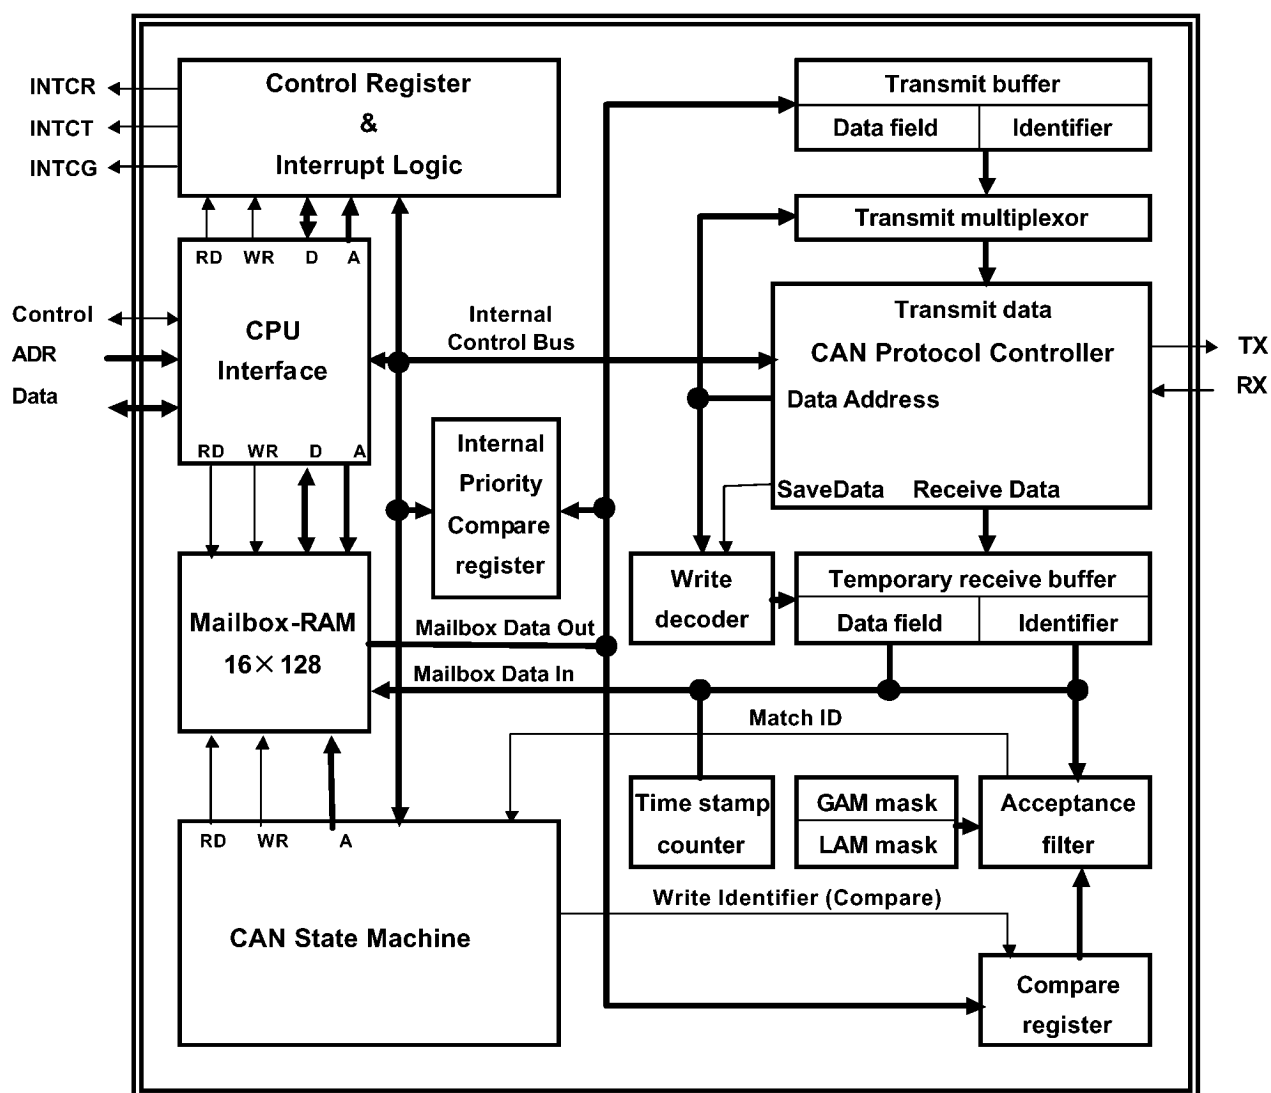 INTCR
INTCT
INTCG
Control Register
&
Interrupt Logic
RD WR D A
Control
ADR
Data
CPU
Interface
RD WR D A
Internal
Control Bus
Transmit buffer
Data field Identifier
Transmit multiplexor
Transmit data
CAN Protocol Controller
Data Address
SaveData Receive Data
TX
RX
Internal
Priority
Compare
register
Write
decoder
Temporary receive buffer
Data field Identifier
Mailbox-RAM
16×128
Mailbox Data Out
Mailbox Data In
Match ID
Time stamp
counter
GAM mask
LAM mask
Acceptance
filter
RD WR A
CAN State Machine
Write Identifier (Compare)
Compare
register